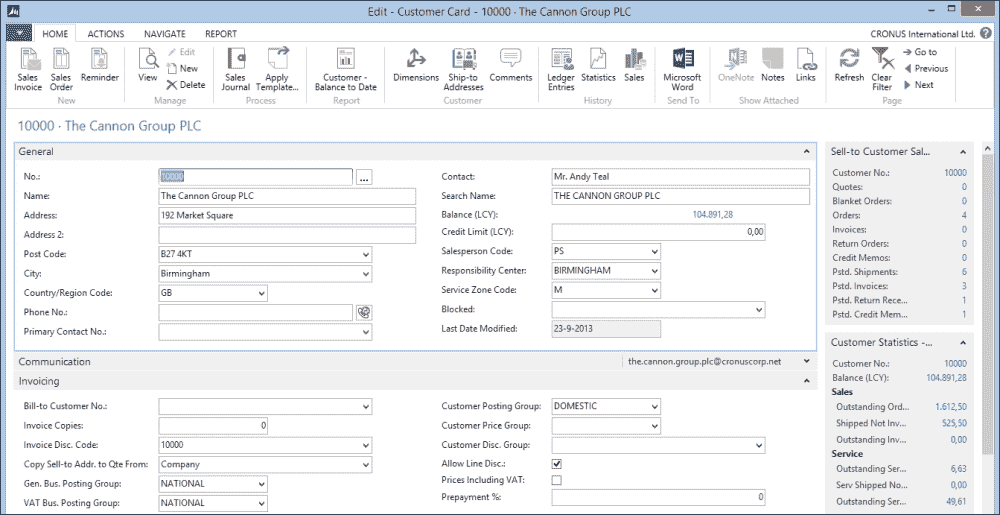 Edit - Customer Card - 10000 · The Cannon Group PLC
HOME ACTIONS NAVIGATE REPORT CRONUS International Ltd.
Sales Invoice
Sales Order
Reminder
New
View
Edit
New
Delete
Manage
Sales Journal
Apply Template...
Process
Customer - Balance to Date
Report
Dimensions
Ship-to Addresses
Comments
Customer
Ledger Entries
Statistics
Sales
History
Microsoft Word
Send To
OneNote
Notes
Links
Show Attached
Refresh
Clear Filter
Go to
Previous
Next
Page
10000 · The Cannon Group PLC
General
No.: 10000 ...
Name: The Cannon Group PLC
Address: 192 Market Square
Address 2:
Post Code: B27 4KT
City: Birmingham
Country/Region Code: GB
Phone No.:
Primary Contact No.:
Contact: Mr. Andy Teal
Search Name: THE CANNON GROUP PLC
Balance (LCY): 104.891,28
Credit Limit (LCY): 0,00
Salesperson Code: PS
Responsibility Center: BIRMINGHAM
Service Zone Code: M
Blocked:
Last Date Modified: 23-9-2013
Communication the.cannon.group.plc@cronuscorp.net
Invoicing
Bill-to Customer No.:
Invoice Copies: 0
Invoice Disc. Code: 10000
Copy Sell-to Addr. to Qte From: Company
Gen. Bus. Posting Group: NATIONAL
VAT Bus. Posting Group: NATIONAL
Customer Posting Group: DOMESTIC
Customer Price Group:
Customer Disc. Group:
Allow Line Disc.:
Prices Including VAT:
Prepayment %: 0
Sell-to Customer Sal...
Customer No.: 10000
Quotes: 0
Blanket Orders: 0
Orders: 4
Invoices: 0
Return Orders: 0
Credit Memos: 0
Pstd. Shipments: 6
Pstd. Invoices: 3
Pstd. Return Rece... 1
Pstd. Credit Mem... 1
Customer Statistics -...
Customer No.: 10000
Balance (LCY): 104.891,28
Sales
Outstanding Ord... 1.612,50
Shipped Not Inv... 525,50
Outstanding Inv... 0,00
Service
Outstanding Ser... 6,63
Serv Shipped No... 0,00
Outstanding Ser... 49,61